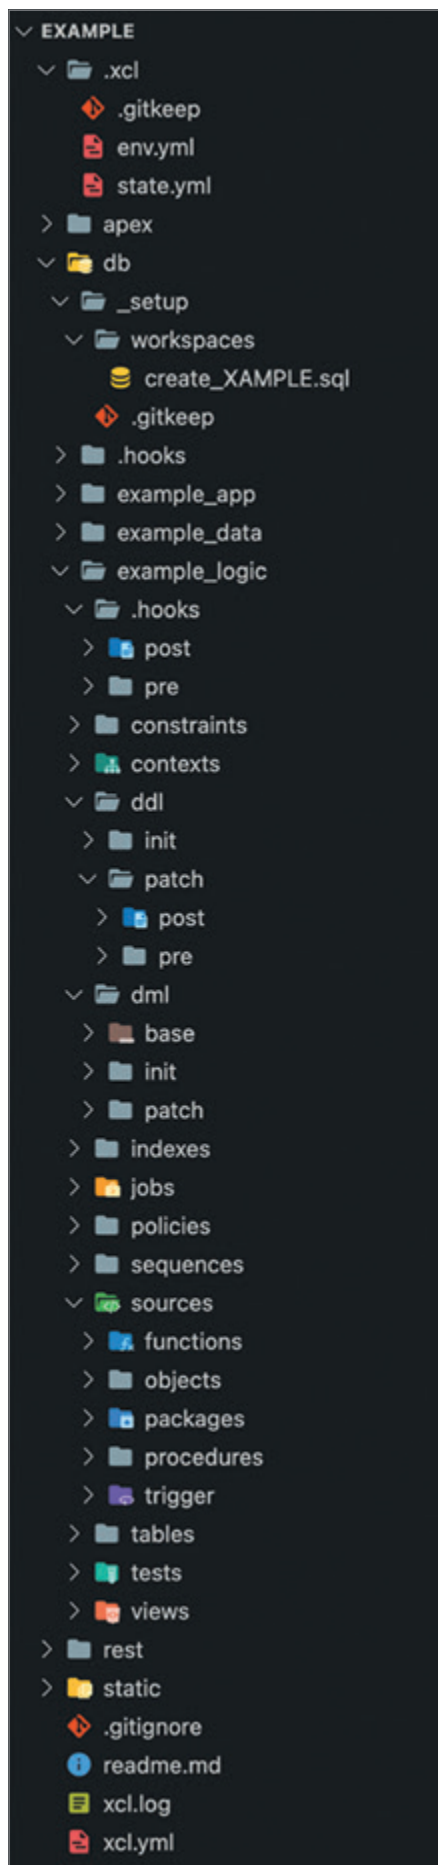 EXAMPLE
.xcl
.gitkeep
env.yml
state.yml
apex
db
_setup
workspaces
create_XAMPLE.sql
.gitkeep
.hooks
example_app
example_data
example_logic
.hooks
post
pre
constraints
contexts
ddl
init
patch
post
pre
dml
base
init
patch
indexes
jobs
policies
sequences
sources
functions
objects
packages
procedures
trigger
tables
tests
views
rest
static
.gitignore
readme.md
xcl.log
xcl.yml